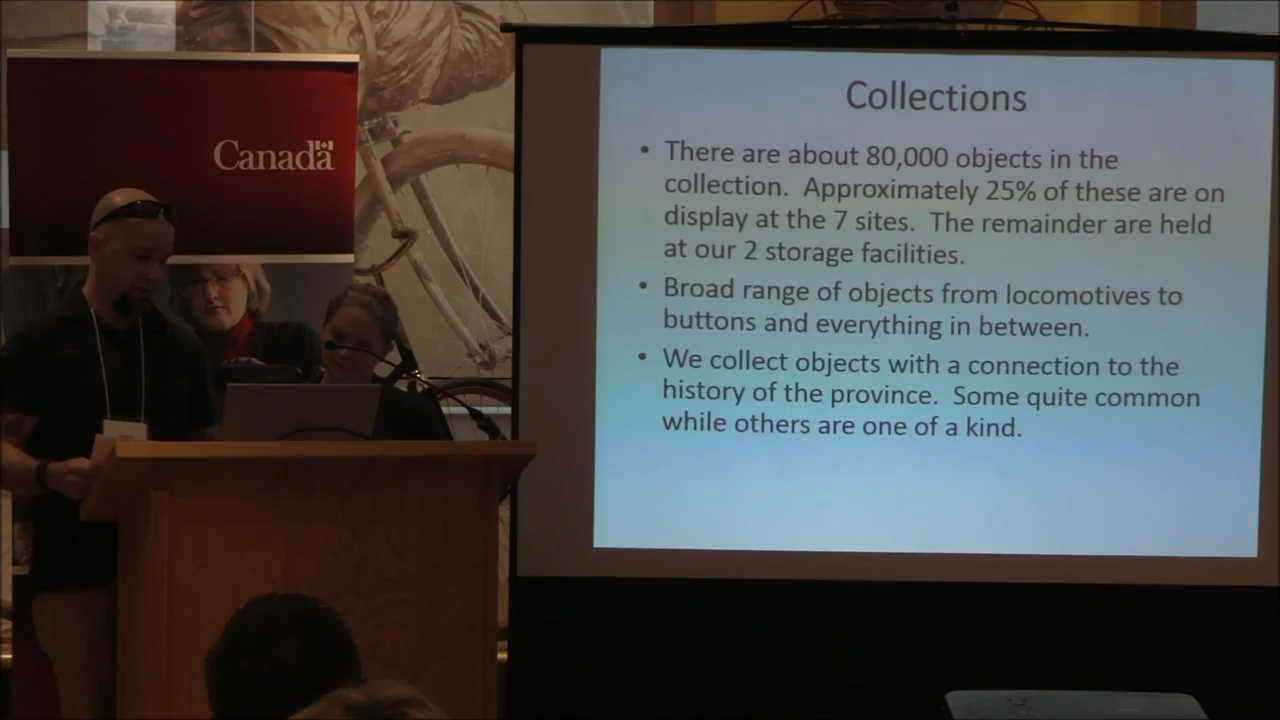 Canada
Collections
• There are about 80,000 objects in the
collection. Approximately 25% of these are on
display at the 7 sites. The remainder are held
at our 2 storage facilities.
• Broad range of objects from locomotives to
buttons and everything in between.
• We collect objects with a connection to the
history of the province. Some quite common
while others are one of a kind.